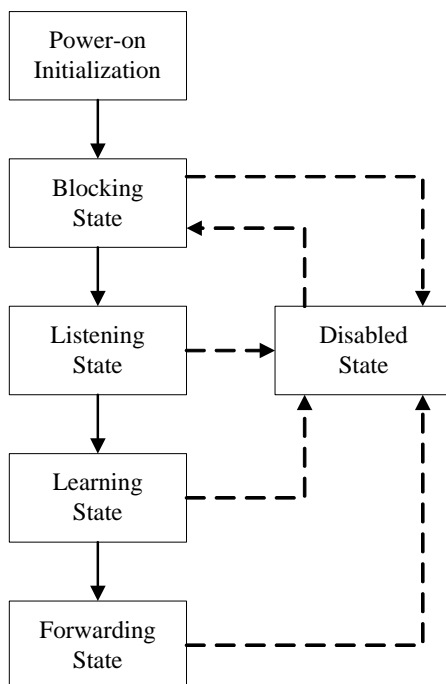 Power-on
Initialization
Blocking
State
Listening
State
Disabled
State
Learning
State
Forwarding
State